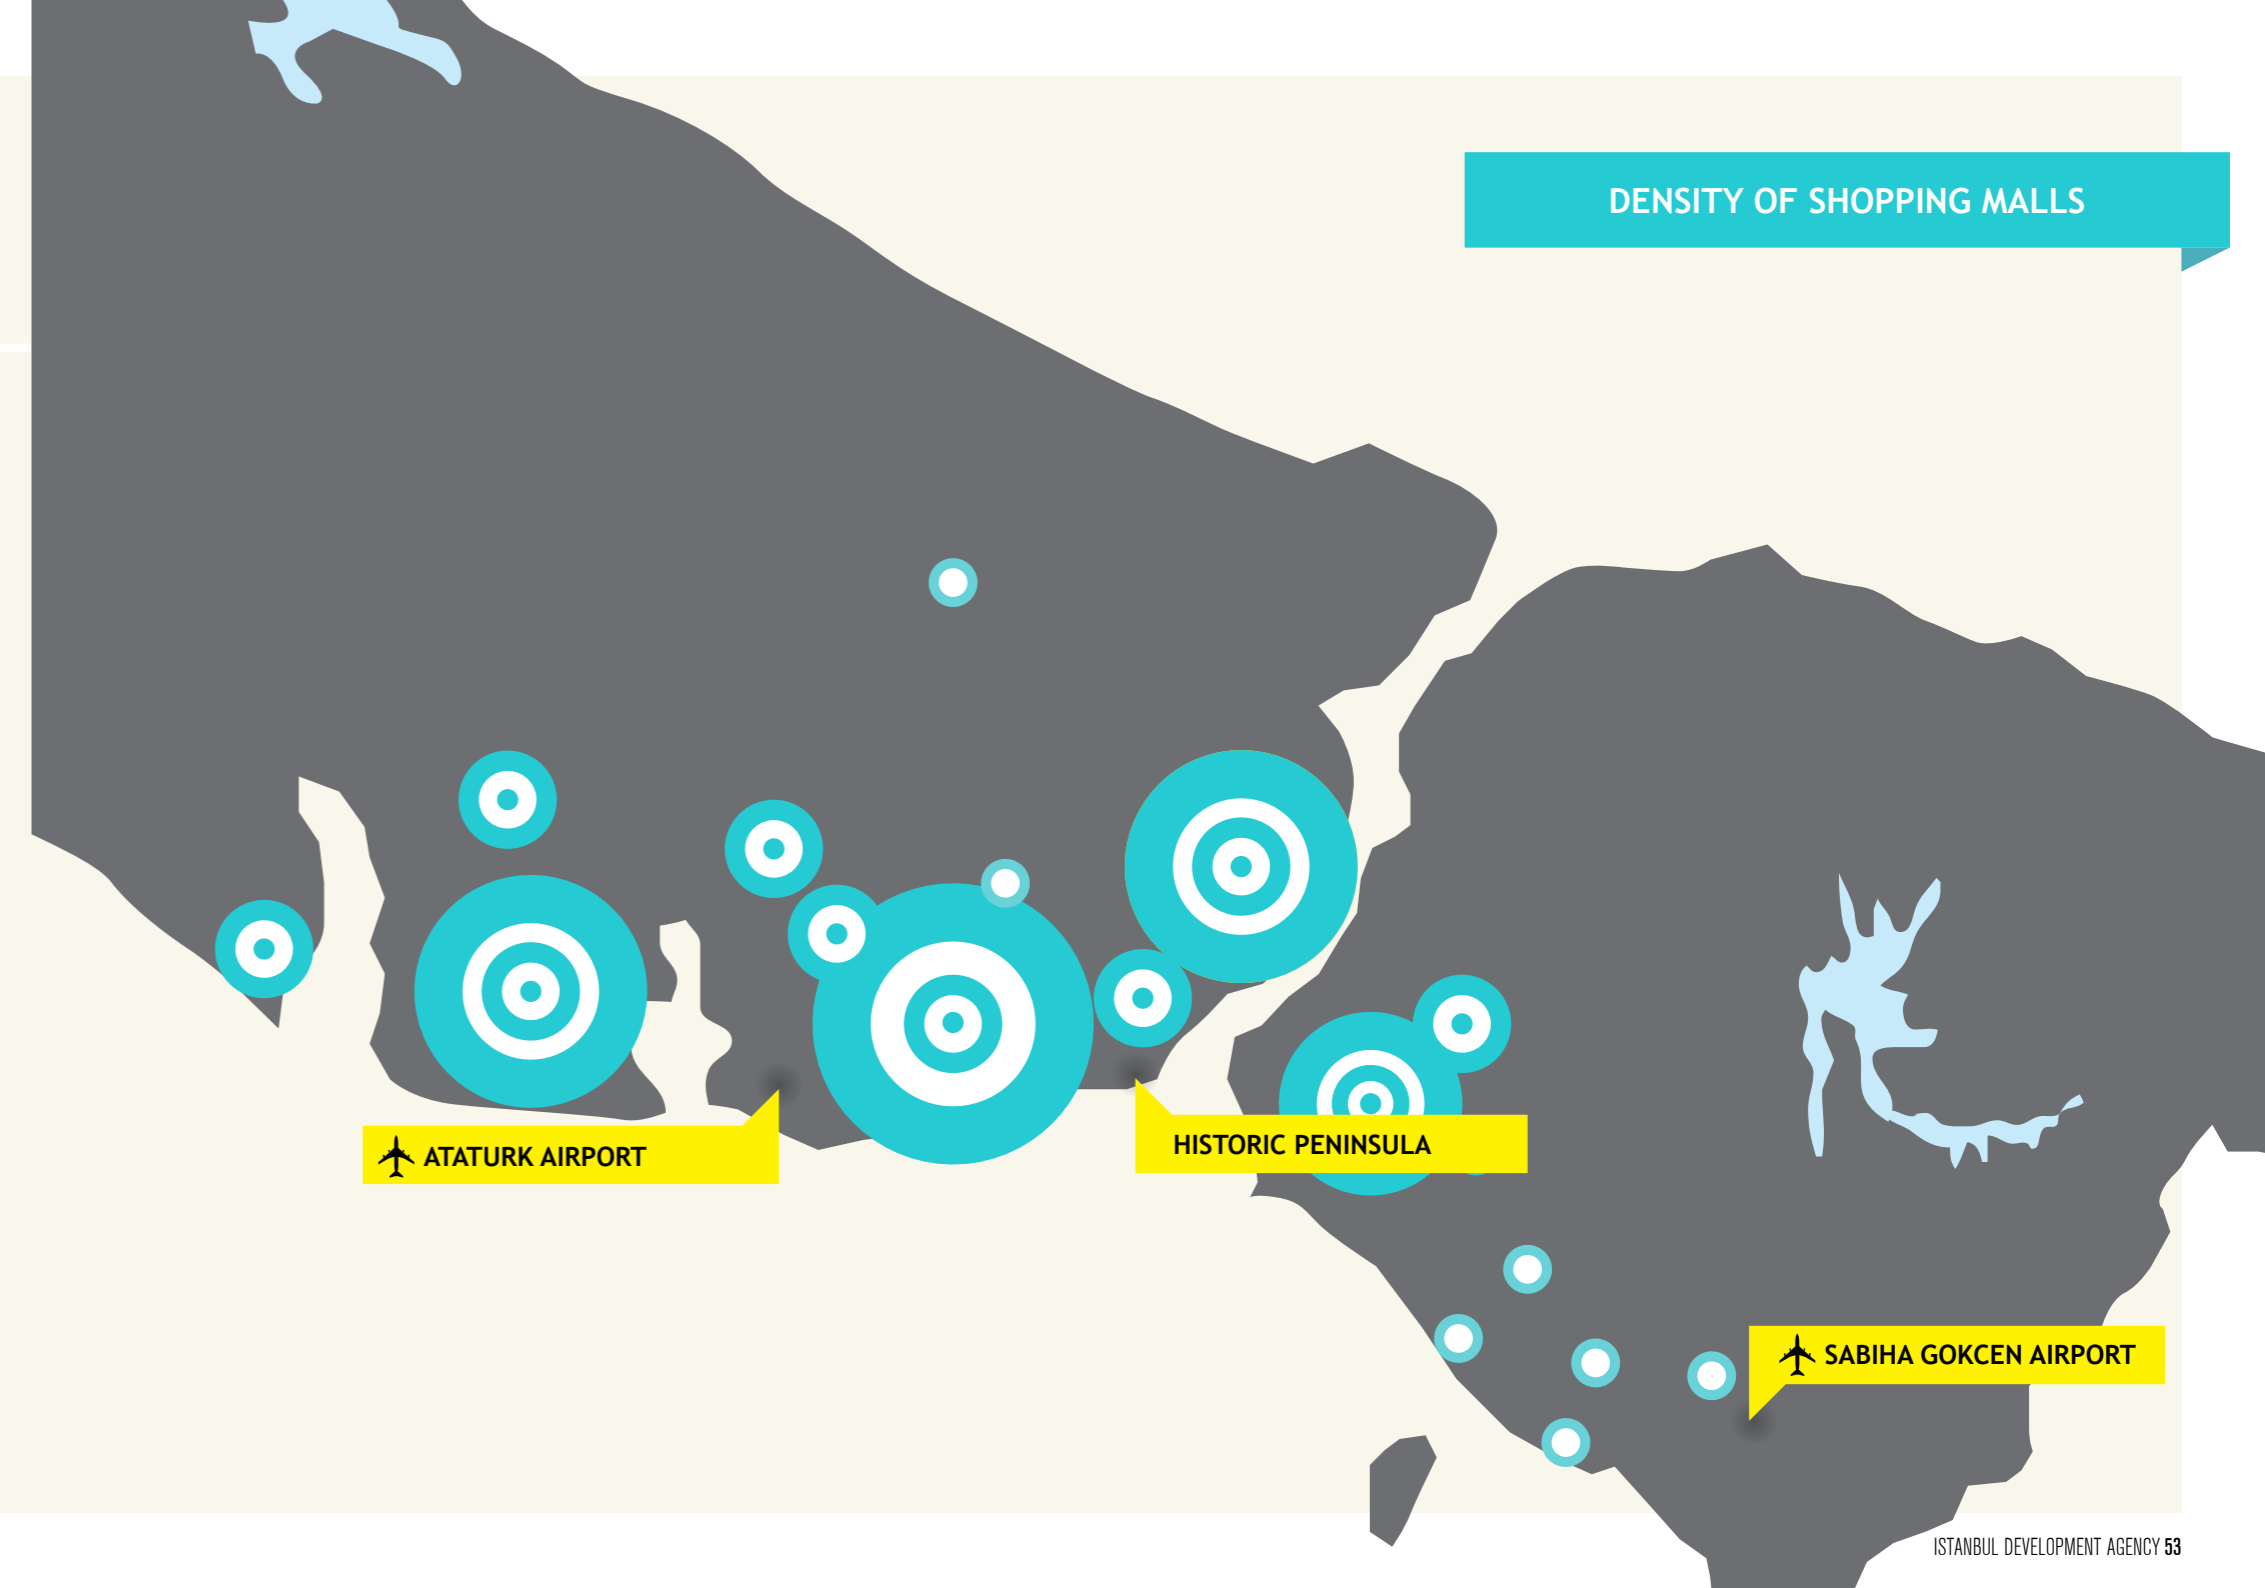 DENSITY OF SHOPPING MALLS
ATATURK AIRPORT
HISTORIC PENINSULA
SABIHA GOKCEN AIRPORT
ISTANBUL DEVELOPMENT AGENCY 53